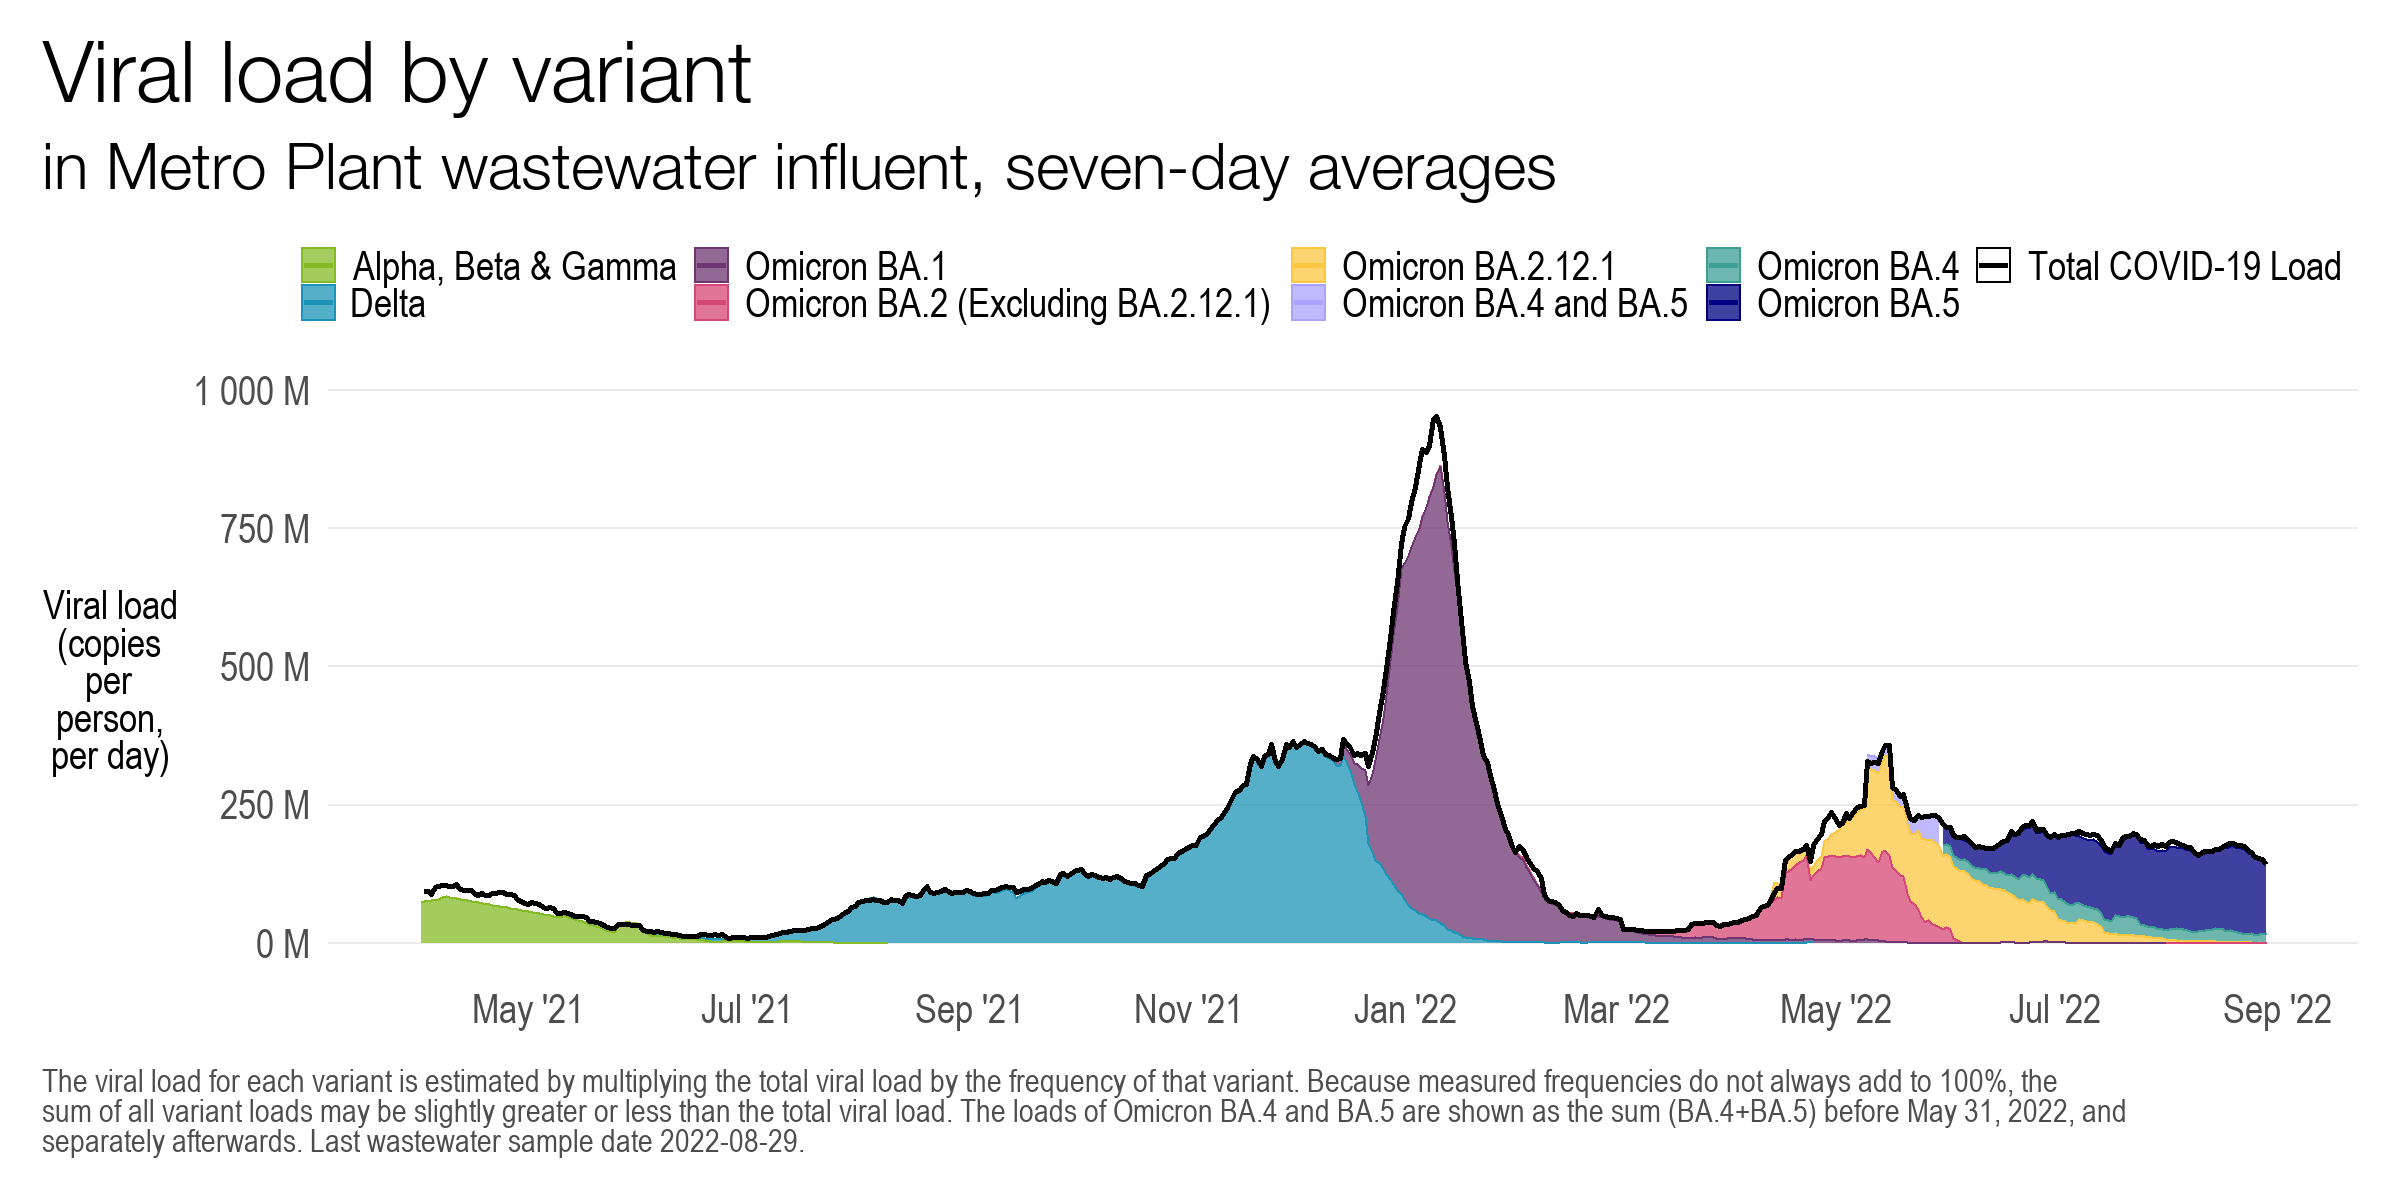 Viral load by variant
in Metro Plant wastewater influent, seven-day averages
Alpha, Beta & Gamma
Delta
Omicron BA.1
Omicron BA.2 (Excluding BA.2.12.1)
Omicron BA.2.12.1
Omicron BA.4 and BA.5
Omicron BA.4
Omicron BA.5
Total COVID-19 Load
1 000 M
750 M
500 M
250 M
0 M
Viral load
(copies
per
person,
per day)
May '21
Jul '21
Sep '21
Nov '21
Jan '22
Mar '22
May '22
Jul '22
Sep '22
The viral load for each variant is estimated by multiplying the total viral load by the frequency of that variant. Because measured frequencies do not always add to 100%, the
sum of all variant loads may be slightly greater or less than the total viral load. The loads of Omicron BA.4 and BA.5 are shown as the sum (BA.4+BA.5) before May 31, 2022, and
separately afterwards. Last wastewater sample date 2022-08-29.